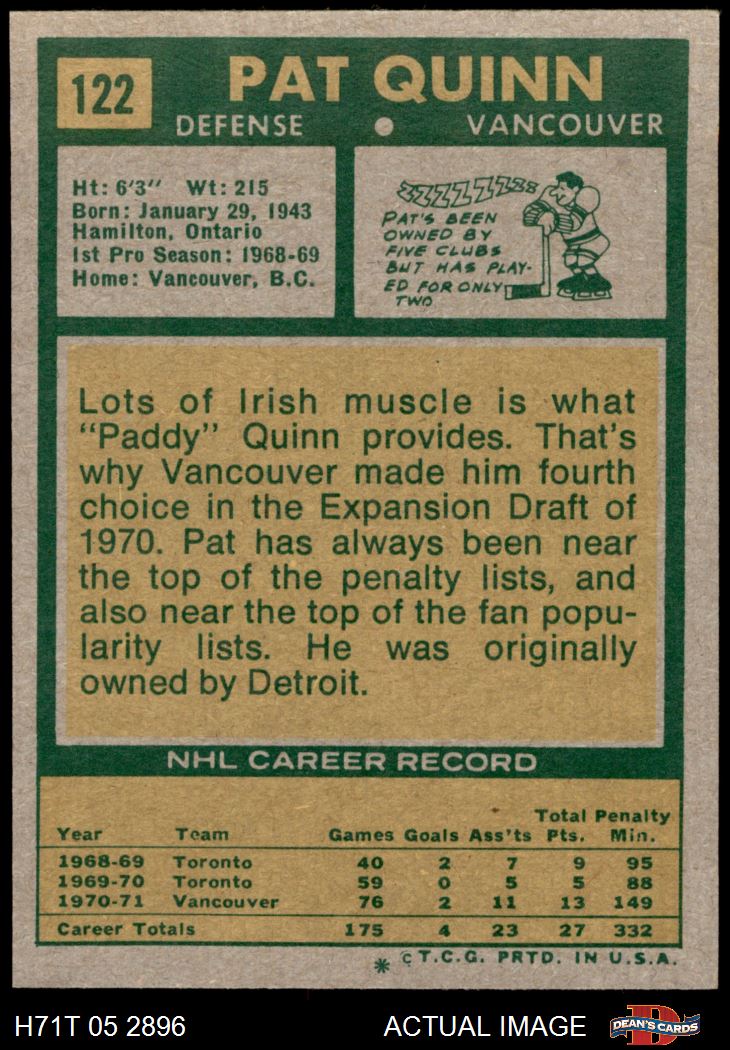 122
PAT QUINN
DEFENSE • VANCOUVER
Ht: 6'3" Wt: 215
Born: January 29, 1943
Hamilton, Ontario
1st Pro Season: 1968-69
Home: Vancouver, B.C.
ZZZZZZZzzz
PAT'S BEEN
OWNED BY
FIVE CLUBS
BUT HAS PLAY-
ED FOR ONLY
TWO
Lots of Irish muscle is what
"Paddy" Quinn provides. That's
why Vancouver made him fourth
choice in the Expansion Draft of
1970. Pat has always been near
the top of the penalty lists, and
also near the top of the fan popu-
larity lists. He was originally
owned by Detroit.
NHL CAREER RECORD
Total Penalty
Year Team Games Goals Ass'ts Pts. Min.
1968-69 Toronto 40 2 7 9 95
1969-70 Toronto 59 0 5 5 88
1970-71 Vancouver 76 2 11 13 149
Career Totals 175 4 23 27 332
* © T.C.G. PRTD. IN U.S.A.
H71T 05 2896 ACTUAL IMAGE D DEAN'S CARDS